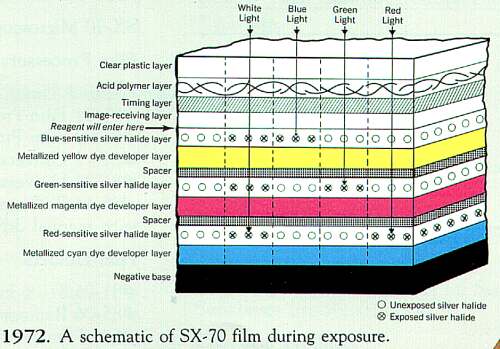 White Light
Blue Light
Green Light
Red Light
Clear plastic layer
Acid polymer layer
Timing layer
Image-receiving layer
Reagent will enter here
Blue-sensitive silver halide layer
Metallized yellow dye developer layer
Spacer
Green-sensitive silver halide layer
Metallized magenta dye developer layer
Spacer
Red-sensitive silver halide layer
Metallized cyan dye developer layer
Negative base
Unexposed silver halide
Exposed silver halide
1972. A schematic of SX-70 film during exposure.